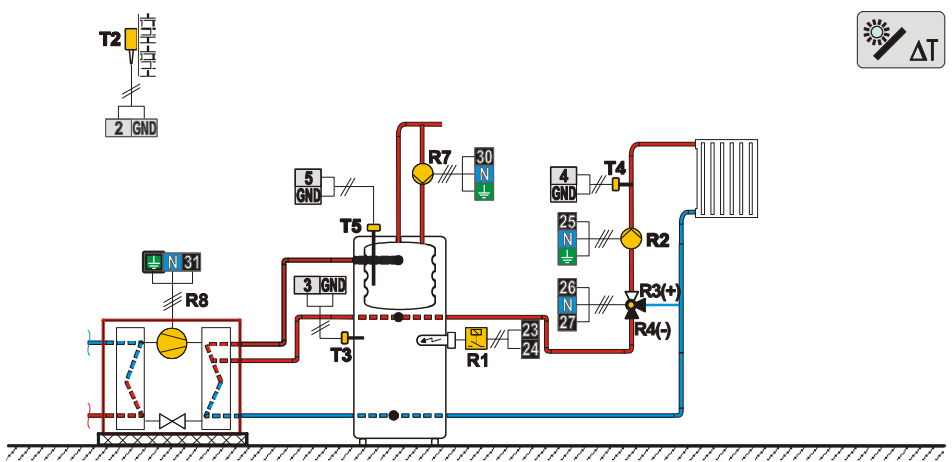 T2
2 GND
ΔT
R7
30
N
5
GND
T5
4
GND
T4
25
N
R2
N 31
R8
3 GND
T3
R1
23
24
26
N
27
R3(+)
R4(-)